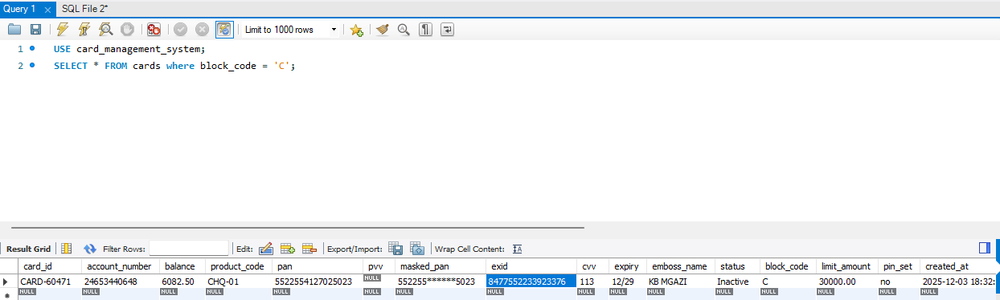 Query 1
SQL File 2*
Limit to 1000 rows
1 USE card_management_system;
2 SELECT * FROM cards where block_code = 'C';
Result Grid Filter Rows: Edit: Export/Import: Wrap Cell Content:
card_id account_number balance product_code pan pvv masked_pan exid cvv expiry emboss_name status block_code limit_amount pin_set created_at
CARD-60471 24653440648 6082.50 CHQ-01 5522554127025023 NULL 552255******5023 8477552233923376 113 12/29 KB MGAZI Inactive C 30000.00 no 2025-12-03 18:32:
NULL NULL NULL NULL NULL NULL NULL NULL NULL NULL NULL NULL NULL NULL NULL NULL